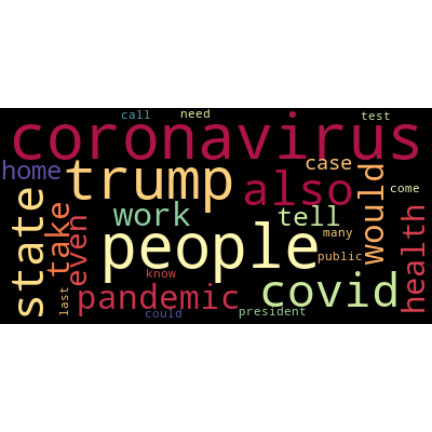 call need test
coronavirus
home trump case
also would come
state take even work tell
people many
know public health
last pandemic covid
could president